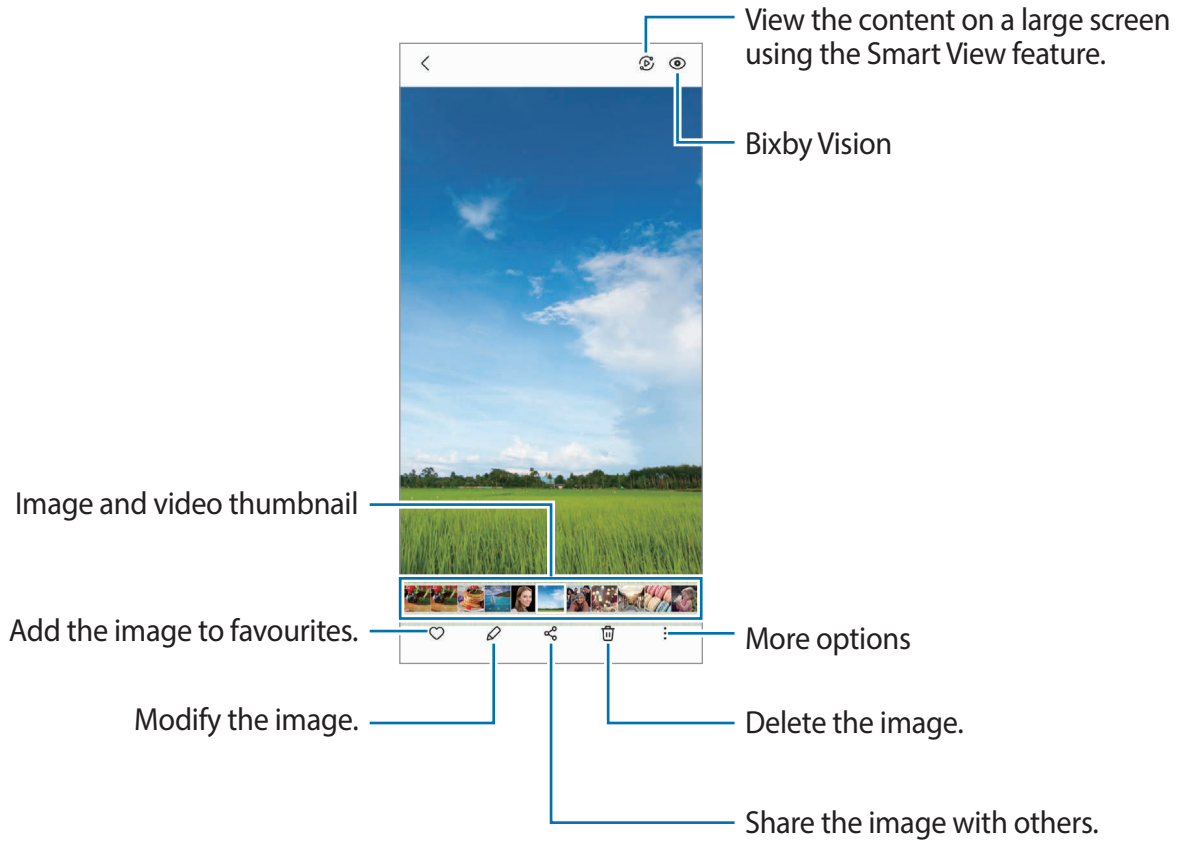 View the content on a large screen
using the Smart View feature.
Bixby Vision
Image and video thumbnail
Add the image to favourites.
More options
Modify the image.
Delete the image.
Share the image with others.